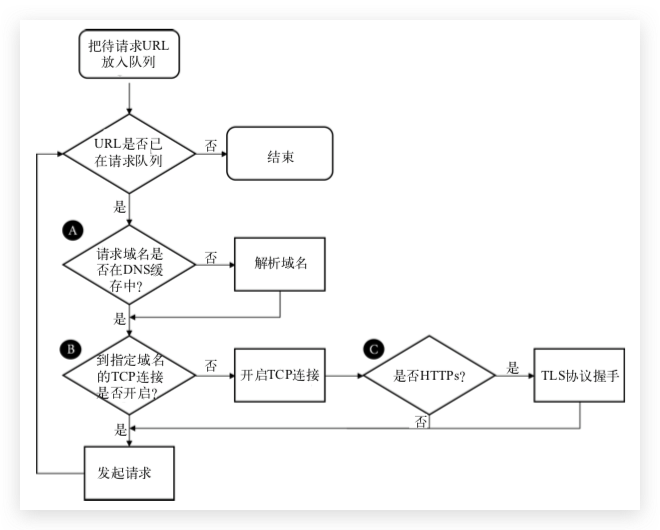 把待请求URL
放入队列
URL是否已
在请求队列
否
结束
是
A
请求域名是
否在DNS缓
存中?
否
解析域名
是
B
到指定域名
的TCP连接
是否开启?
否
开启TCP连接
C
是否HTTPs?
是
TLS协议握手
是
否
发起请求